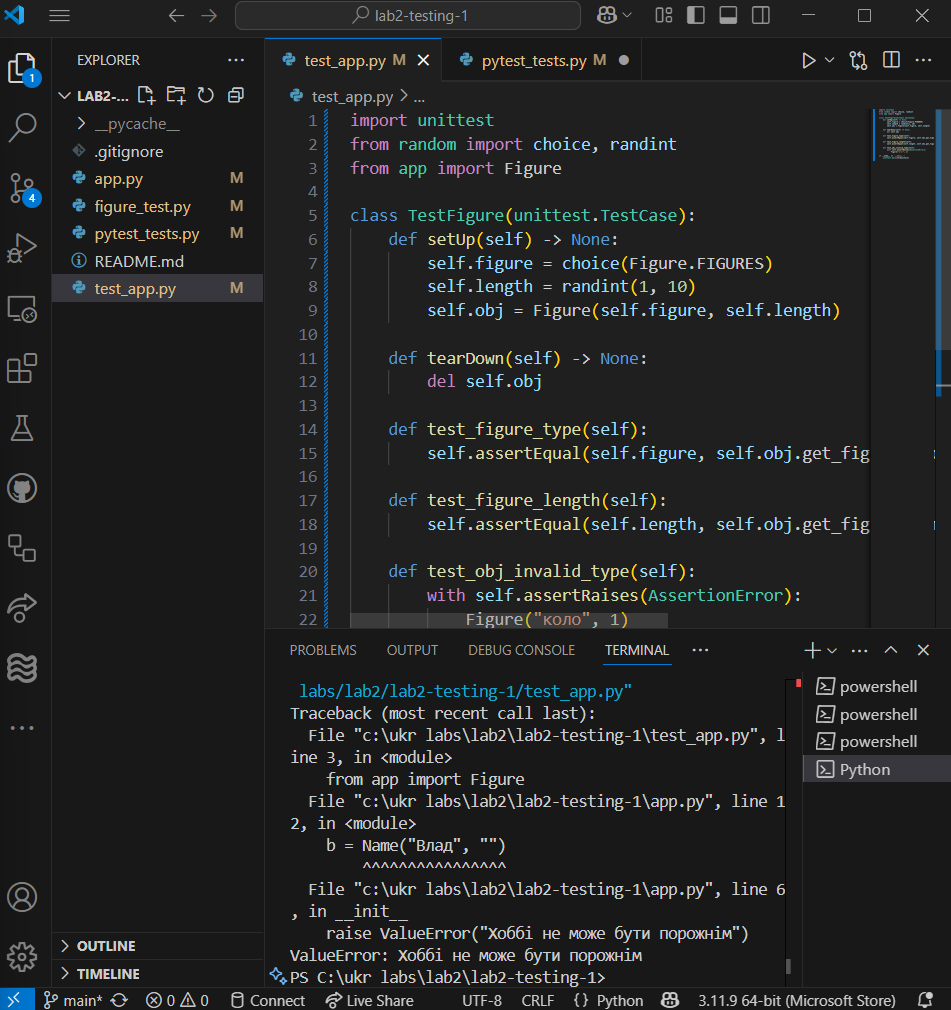 lab2-testing-1
EXPLORER
LAB2-...
__pycache__
.gitignore
app.py M
figure_test.py M
pytest_tests.py M
README.md
test_app.py M
OUTLINE
TIMELINE
1
4
test_app.py M
pytest_tests.py M
test_app.py > ...
1 import unittest
2 from random import choice, randint
3 from app import Figure
4
5 class TestFigure(unittest.TestCase):
6 def setUp(self) -> None:
7 self.figure = choice(Figure.FIGURES)
8 self.length = randint(1, 10)
9 self.obj = Figure(self.figure, self.length)
10
11 def tearDown(self) -> None:
12 del self.obj
13
14 def test_figure_type(self):
15 self.assertEqual(self.figure, self.obj.get_fig
16
17 def test_figure_length(self):
18 self.assertEqual(self.length, self.obj.get_fig
19
20 def test_obj_invalid_type(self):
21 with self.assertRaises(AssertionError):
22 Figure("коло", 1)
PROBLEMS OUTPUT DEBUG CONSOLE TERMINAL ...
labs/lab2/lab2-testing-1/test_app.py"
Traceback (most recent call last):
File "c:\ukr labs\lab2\lab2-testing-1\test_app.py", l
ine 3, in <module>
from app import Figure
File "c:\ukr labs\lab2\lab2-testing-1\app.py", line 1
2, in <module>
b = Name("Влад", "")
^^^^^^^^^^^^^^^^
File "c:\ukr labs\lab2\lab2-testing-1\app.py", line 6
, in __init__
raise ValueError("Хоббі не може бути порожнім")
ValueError: Хоббі не може бути порожнім
PS C:\ukr labs\lab2\lab2-testing-1>
powershell
powershell
powershell
Python
main* 0 0 Connect Live Share UTF-8 CRLF {} Python 3.11.9 64-bit (Microsoft Store)